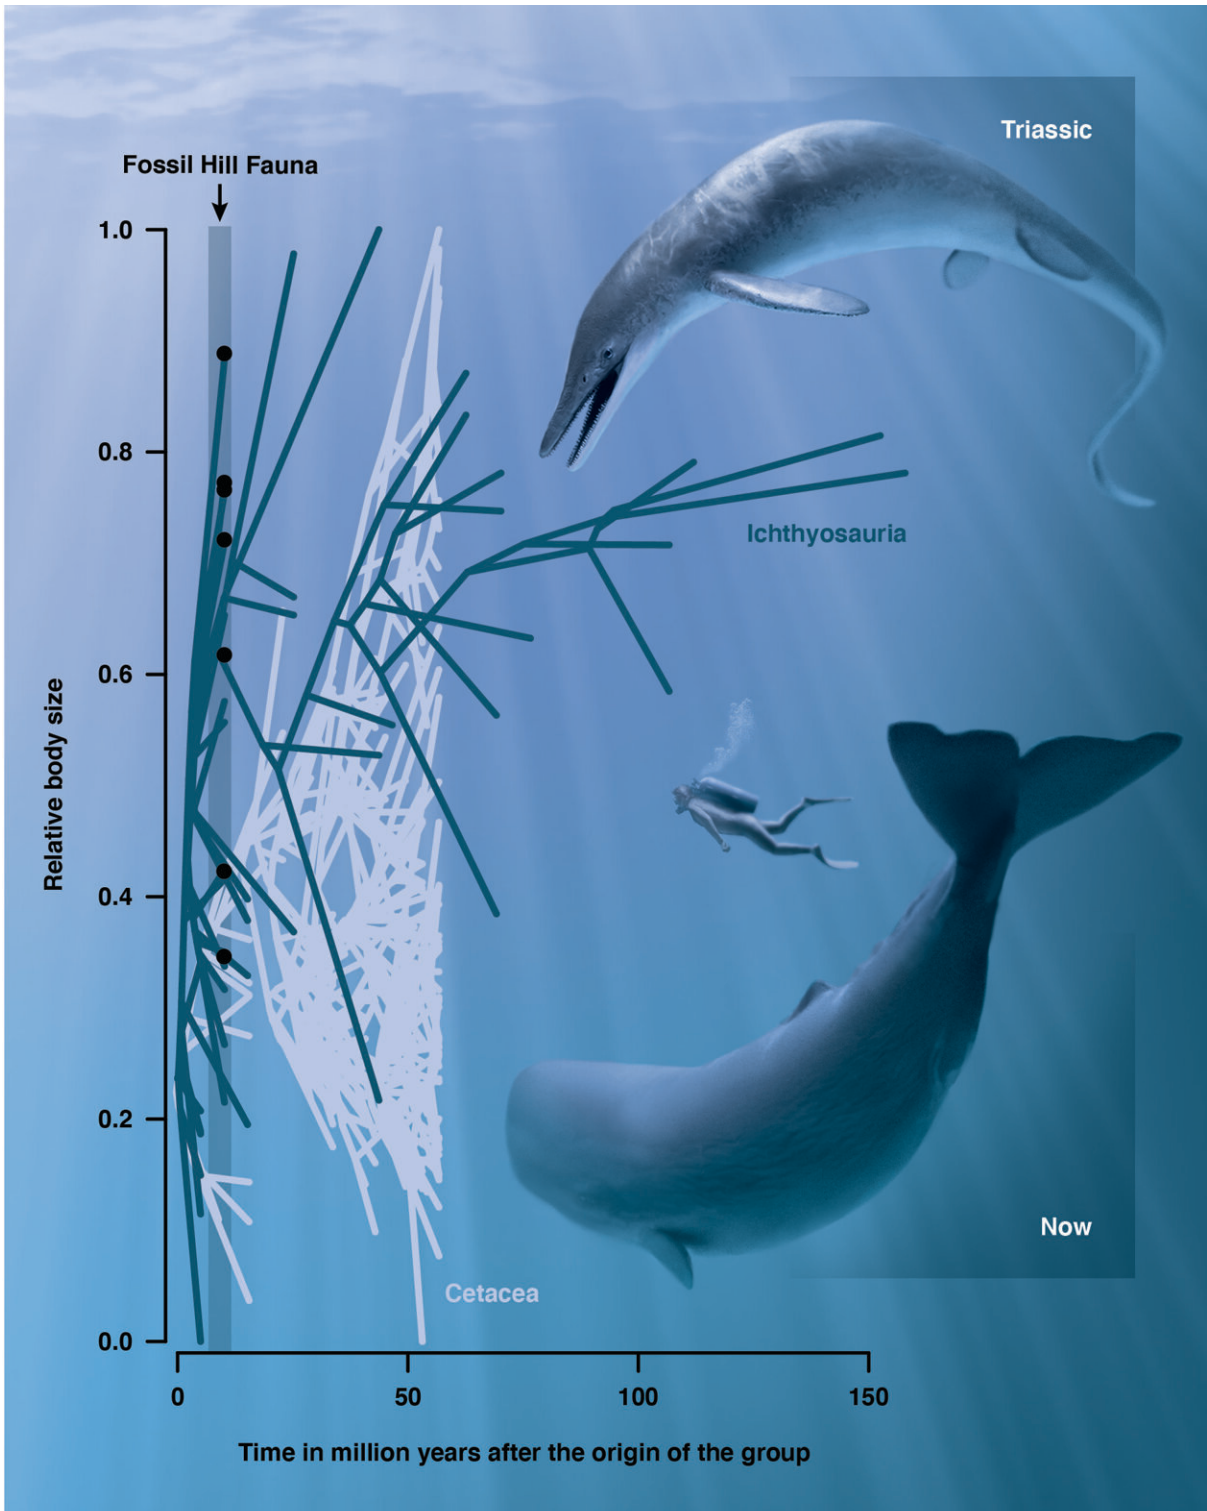 Triassic
Fossil Hill Fauna
1.0
0.8
Ichthyosauria
0.6
Relative body size
0.4
0.2
Now
Cetacea
0.0
0
50
100
150
Time in million years after the origin of the group